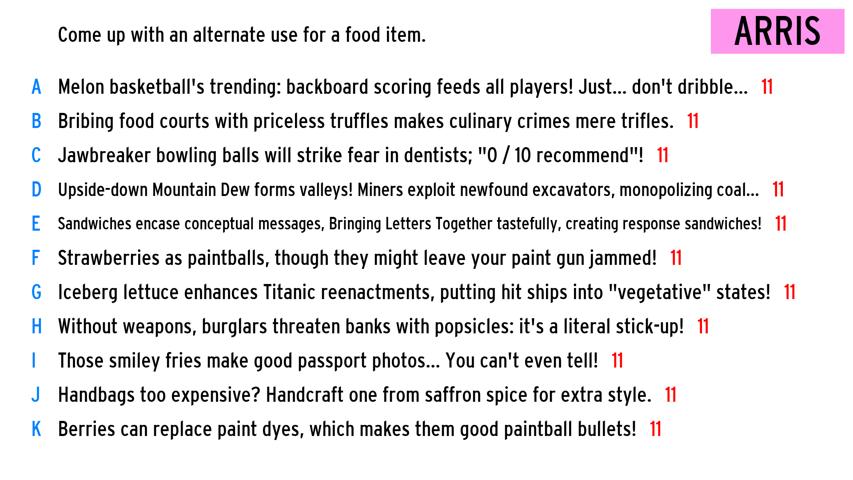 Come up with an alternate use for a food item.
ARRIS
A Melon basketball's trending: backboard scoring feeds all players! Just... don't dribble... 11
B Bribing food courts with priceless truffles makes culinary crimes mere trifles. 11
C Jawbreaker bowling balls will strike fear in dentists; "0 / 10 recommend"! 11
D Upside-down Mountain Dew forms valleys! Miners exploit newfound excavators, monopolizing coal... 11
E Sandwiches encase conceptual messages, Bringing Letters Together tastefully, creating response sandwiches! 11
F Strawberries as paintballs, though they might leave your paint gun jammed! 11
G Iceberg lettuce enhances Titanic reenactments, putting hit ships into "vegetative" states! 11
H Without weapons, burglars threaten banks with popsicles: it's a literal stick-up! 11
I Those smiley fries make good passport photos... You can't even tell! 11
J Handbags too expensive? Handcraft one from saffron spice for extra style. 11
K Berries can replace paint dyes, which makes them good paintball bullets! 11